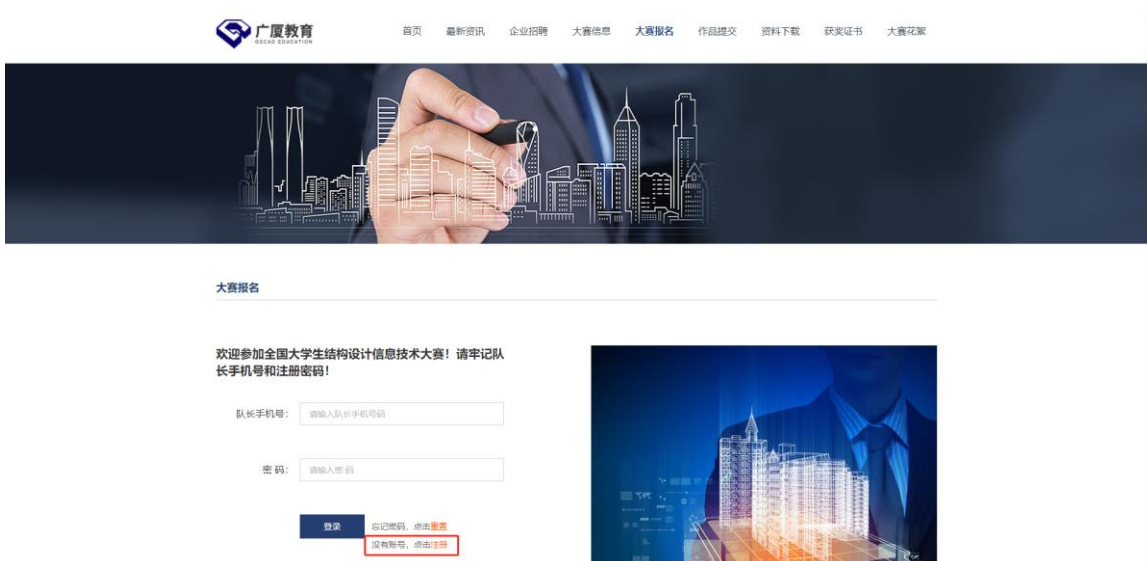 广厦教育
GSCAD EDUCATION
首页 最新资讯 企业招聘 大赛信息 大赛报名 作品提交 资料下载 获奖证书 大赛花絮
大赛报名
欢迎参加全国大学生结构设计信息技术大赛！请牢记队
长手机号和注册密码！
队长手机号： 请输入队长手机号码
密 码： 请输入密 码
登录 忘记密码，点击重置
没有账号，点击注册